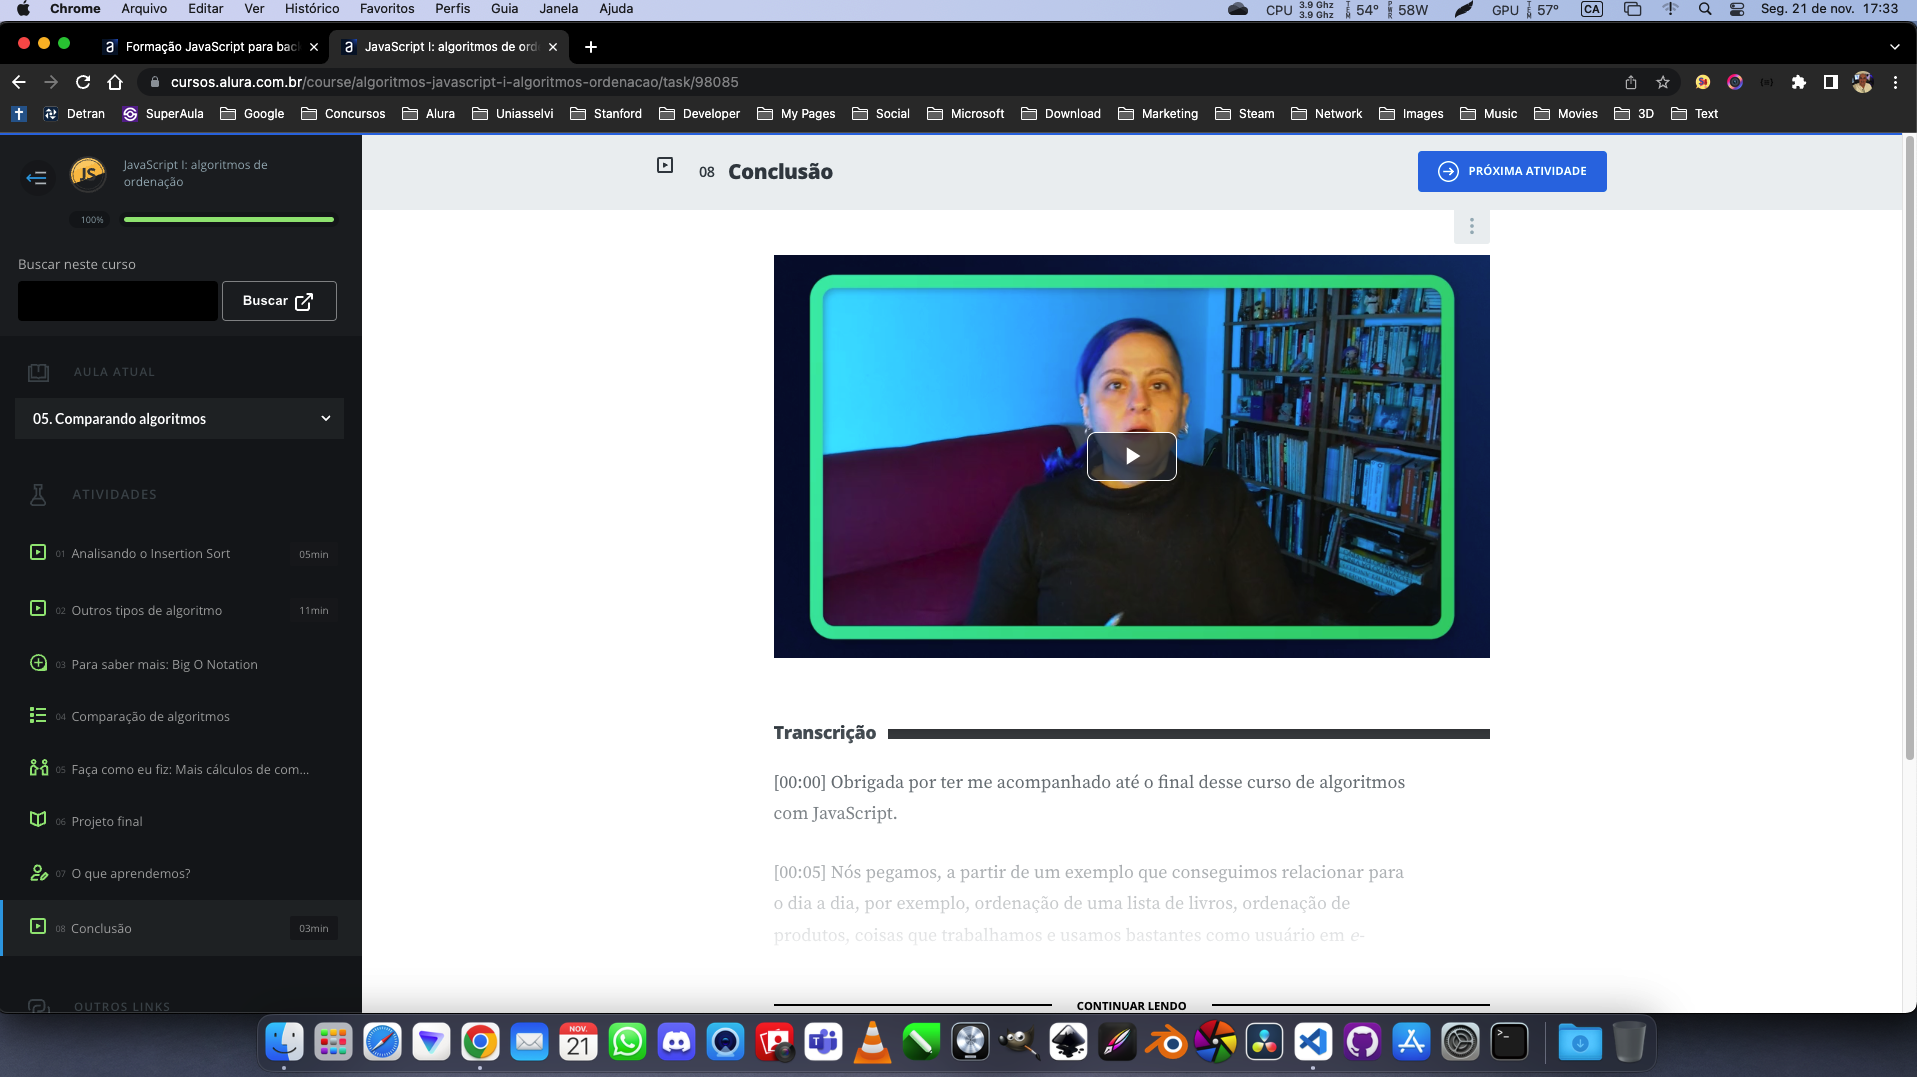 Chrome Arquivo Editar Ver Histórico Favoritos Perfis Guia Janela Ajuda CPU 3.9 Ghz 3.9 Ghz TEM 54° PWR 58W GPU TEM 57° CA Seg. 21 de nov. 17:33
Formação JavaScript para bac
JavaScript I: algoritmos de ord
cursos.alura.com.br/course/algoritmos-javascript-i-algoritmos-ordenacao/task/98085
Detran SuperAula Google Concursos Alura Uniasselvi Stanford Developer My Pages Social Microsoft Download Marketing Steam Network Images Music Movies 3D Text
JS
JavaScript I: algoritmos de
ordenação
100%
Buscar neste curso
Buscar
AULA ATUAL
05. Comparando algoritmos
ATIVIDADES
01 Analisando o Insertion Sort 05min
02 Outros tipos de algoritmo 11min
03 Para saber mais: Big O Notation
04 Comparação de algoritmos
05 Faça como eu fiz: Mais cálculos de com...
06 Projeto final
07 O que aprendemos?
08 Conclusão 03min
OUTROS LINKS
08 Conclusão
PRÓXIMA ATIVIDADE
Transcrição
[00:00] Obrigada por ter me acompanhado até o final desse curso de algoritmos
com JavaScript.
[00:05] Nós pegamos, a partir de um exemplo que conseguimos relacionar para
o dia a dia, por exemplo, ordenação de uma lista de livros, ordenação de
produtos, coisas que trabalhamos e usamos bastantes como usuário em e-
CONTINUAR LENDO
NOV.
21